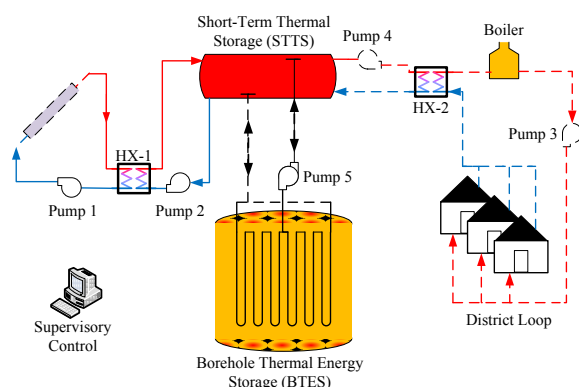 Short-Term Thermal
Storage (STTS)
Pump 4
Boiler
HX-1
HX-2
Pump 3
Pump 1
Pump 2
Pump 5
Supervisory
Control
District Loop
Borehole Thermal Energy
Storage (BTES)